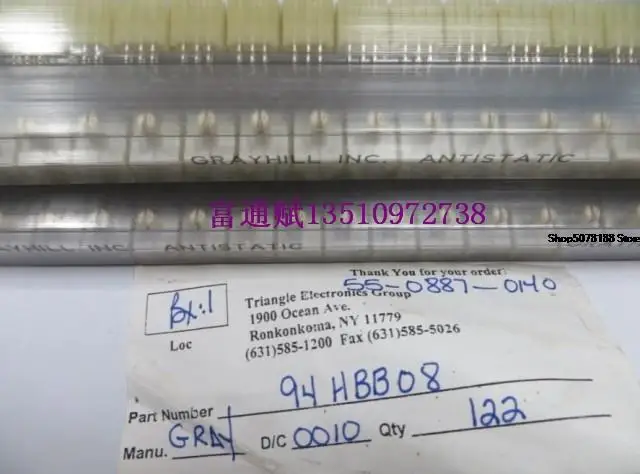 GRAYHILL INC. ANTISTATIC
富通赋13510972738
Shop5078188 Store
AYHILL INC. ANTISTATIC
Thank You for your order:
55-0887-0140
Bx:1
Loc
Triangle Electronics Group
1900 Ocean Ave.
Ronkonkoma, NY 11779
(631)585-1200 Fax (631)585-5026
Part Number 94HBB08
Manu. GRAY D/C 0010 Qty 122